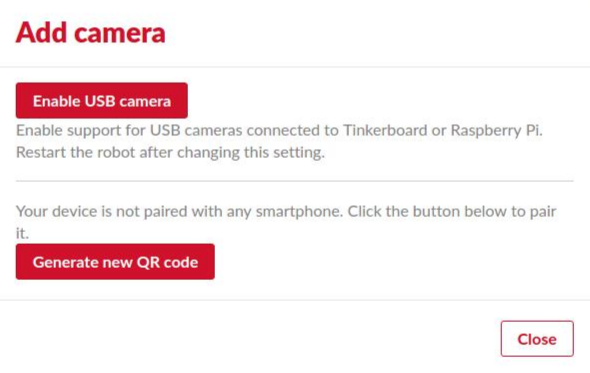 Add camera
Enable USB camera
Enable support for USB cameras connected to Tinkerboard or Raspberry Pi.
Restart the robot after changing this setting.
Your device is not paired with any smartphone. Click the button below to pair
it.
Generate new QR code
Close